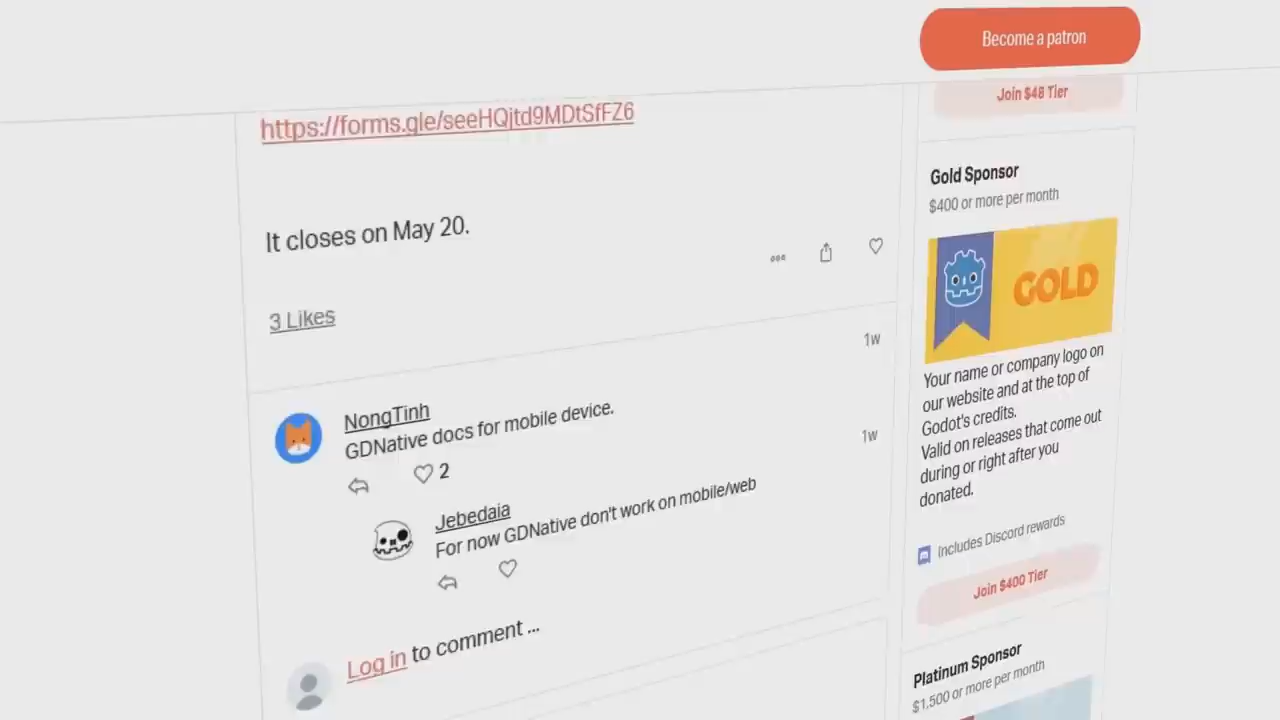 Become a patron
Join $48 Tier
https://forms.gle/seeHQjtd9MDtSfFZ6
It closes on May 20.
3 Likes
1w
NongTinh
GDNative docs for mobile device.
2
1w
Jebedaia
For now GDNative don't work on mobile/web
Log in to comment ...
Gold Sponsor
$400 or more per month
GOLD
Your name or company logo on
our website and at the top of
Godot's credits.
Valid on releases that come out
during or right after you
donated.
Includes Discord rewards
Join $400 Tier
Platinum Sponsor
$1,500 or more per month